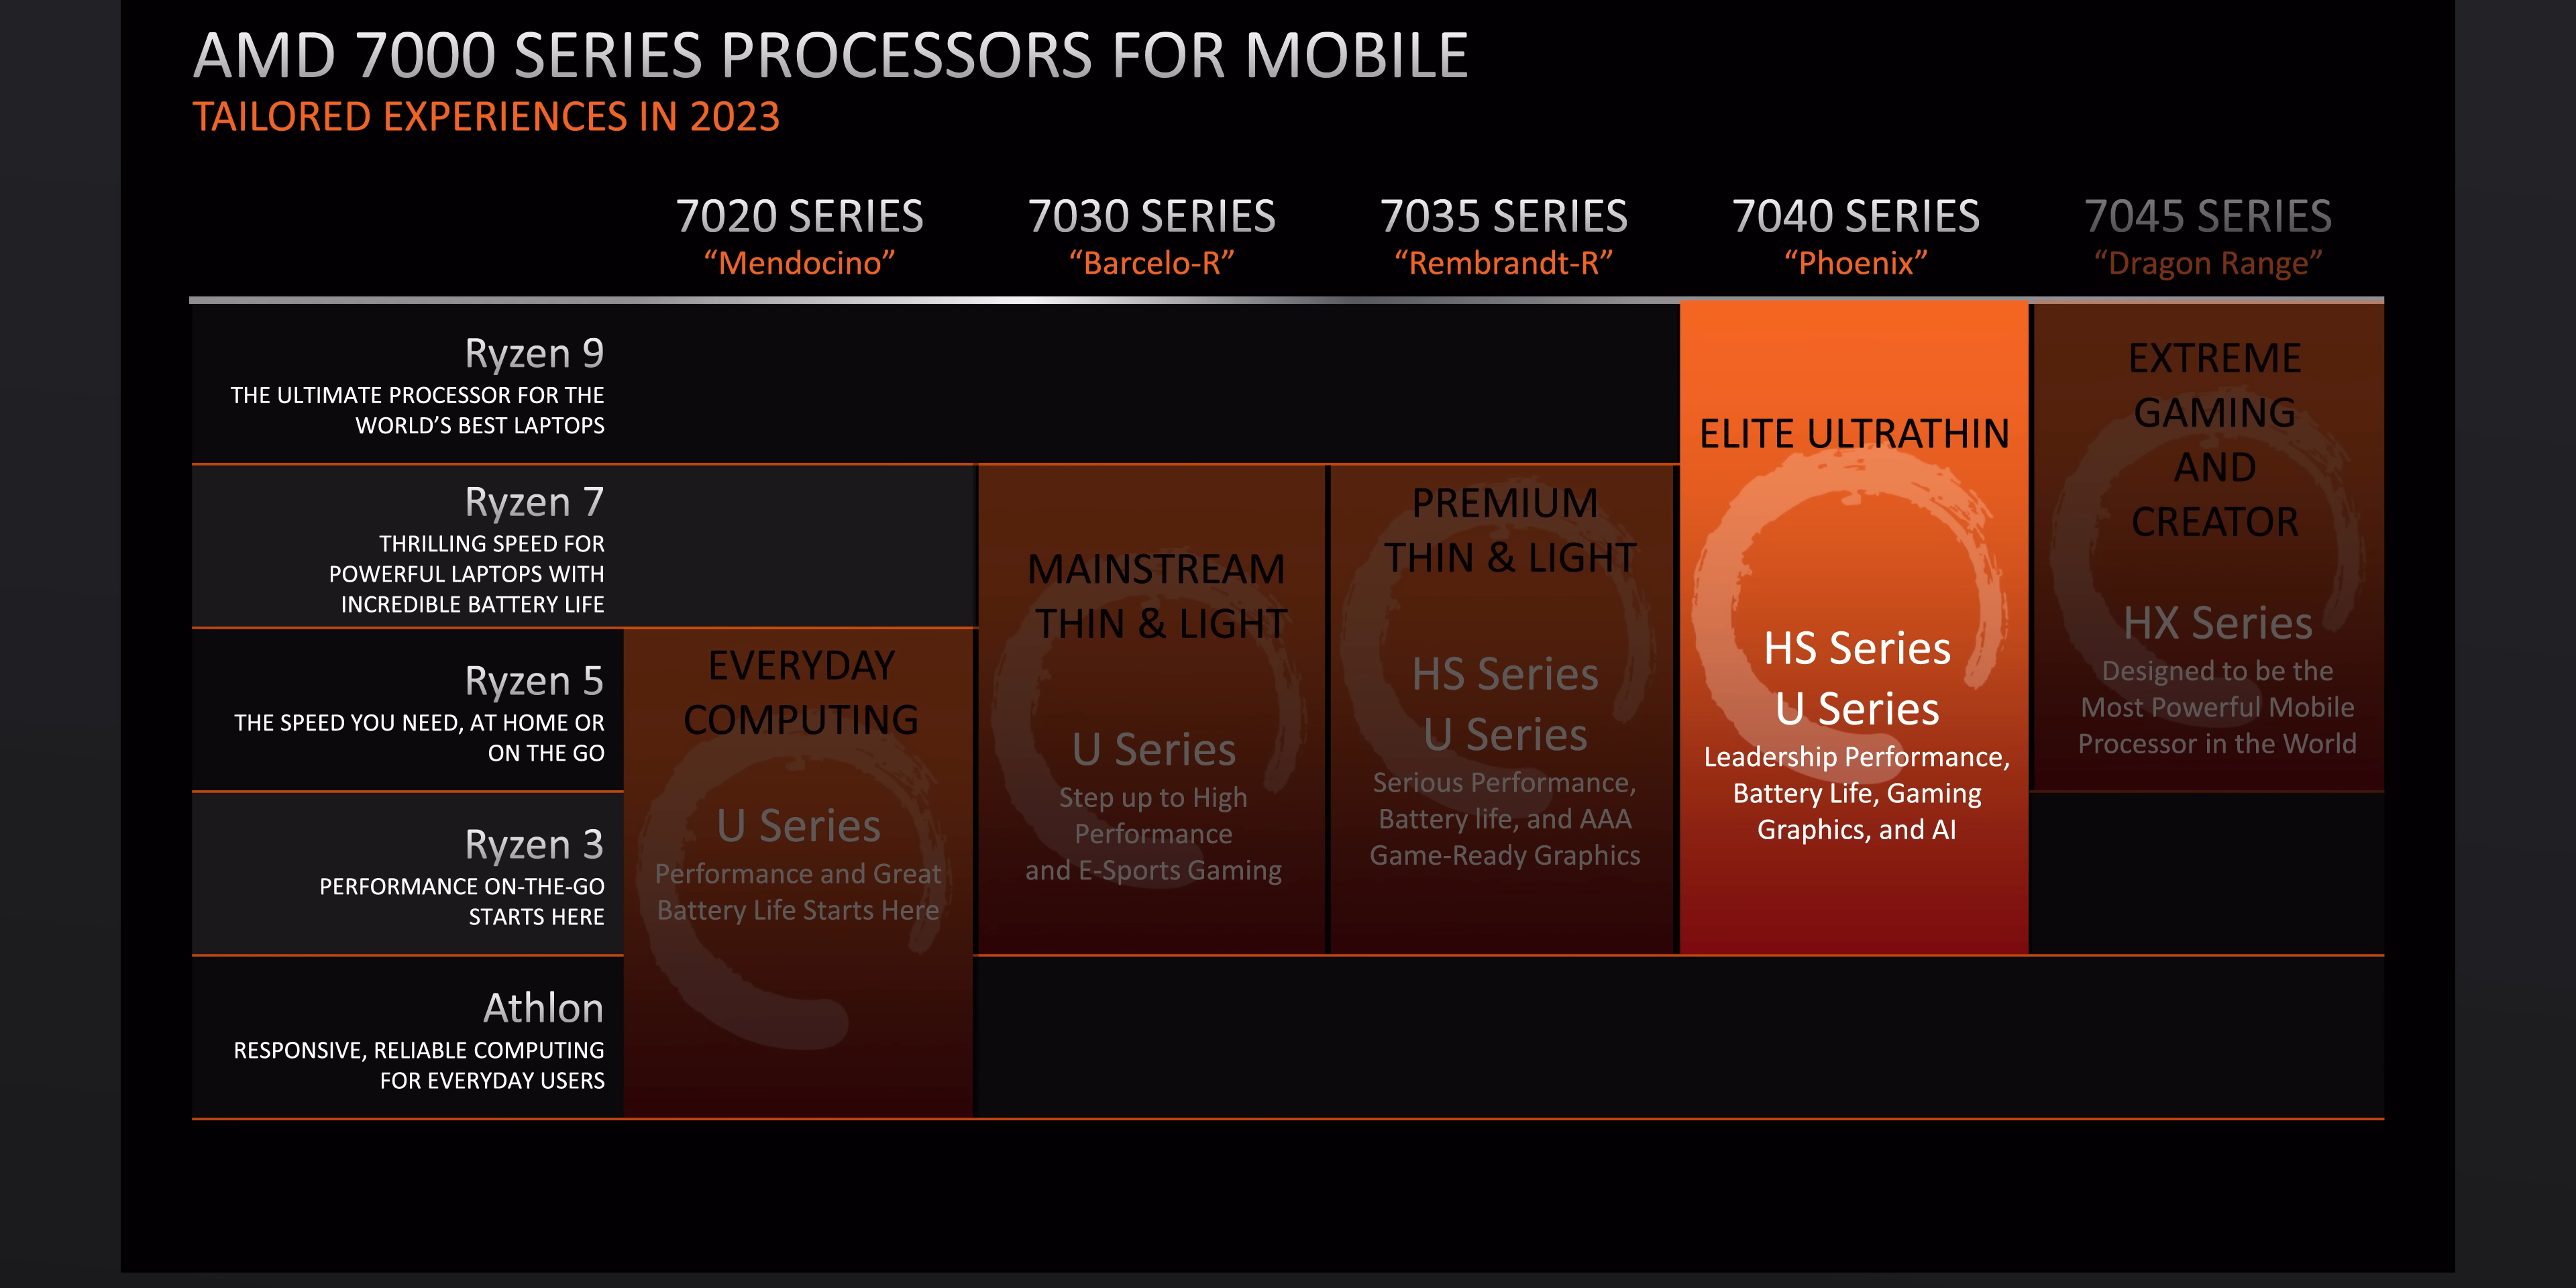 AMD 7000 SERIES PROCESSORS FOR MOBILE
TAILORED EXPERIENCES IN 2023
7020 SERIES
“Mendocino”
7030 SERIES
“Barcelo-R”
7035 SERIES
“Rembrandt-R”
7040 SERIES
“Phoenix”
7045 SERIES
“Dragon Range”
Ryzen 9
THE ULTIMATE PROCESSOR FOR THE
WORLD’S BEST LAPTOPS
Ryzen 7
THRILLING SPEED FOR
POWERFUL LAPTOPS WITH
INCREDIBLE BATTERY LIFE
Ryzen 5
THE SPEED YOU NEED, AT HOME OR
ON THE GO
Ryzen 3
PERFORMANCE ON-THE-GO
STARTS HERE
Athlon
RESPONSIVE, RELIABLE COMPUTING
FOR EVERYDAY USERS
EVERYDAY
COMPUTING
U Series
Performance and Great
Battery Life Starts Here
MAINSTREAM
THIN & LIGHT
U Series
Step up to High
Performance
and E-Sports Gaming
PREMIUM
THIN & LIGHT
HS Series
U Series
Serious Performance,
Battery life, and AAA
Game-Ready Graphics
ELITE ULTRATHIN
HS Series
U Series
Leadership Performance,
Battery Life, Gaming
Graphics, and AI
EXTREME
GAMING
AND
CREATOR
HX Series
Designed to be the
Most Powerful Mobile
Processor in the World